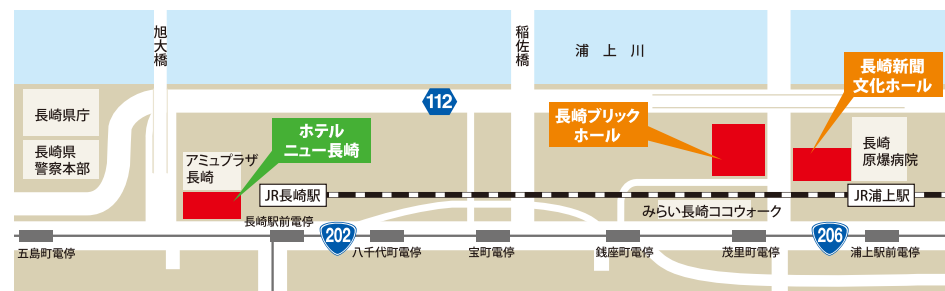 旭大橋
稲佐橋
浦上川
長崎新聞
文化ホール
112
長崎県庁
長崎ブリック
ホール
ホテル
ニュー長崎
長崎県
警察本部
アミュプラザ
長崎
長崎
原爆病院
JR長崎駅
JR浦上駅
みらい長崎ココウォーク
長崎駅前電停
202
206
五島町電停
八千代町電停
宝町電停
銭座町電停
茂里町電停
浦上駅前電停